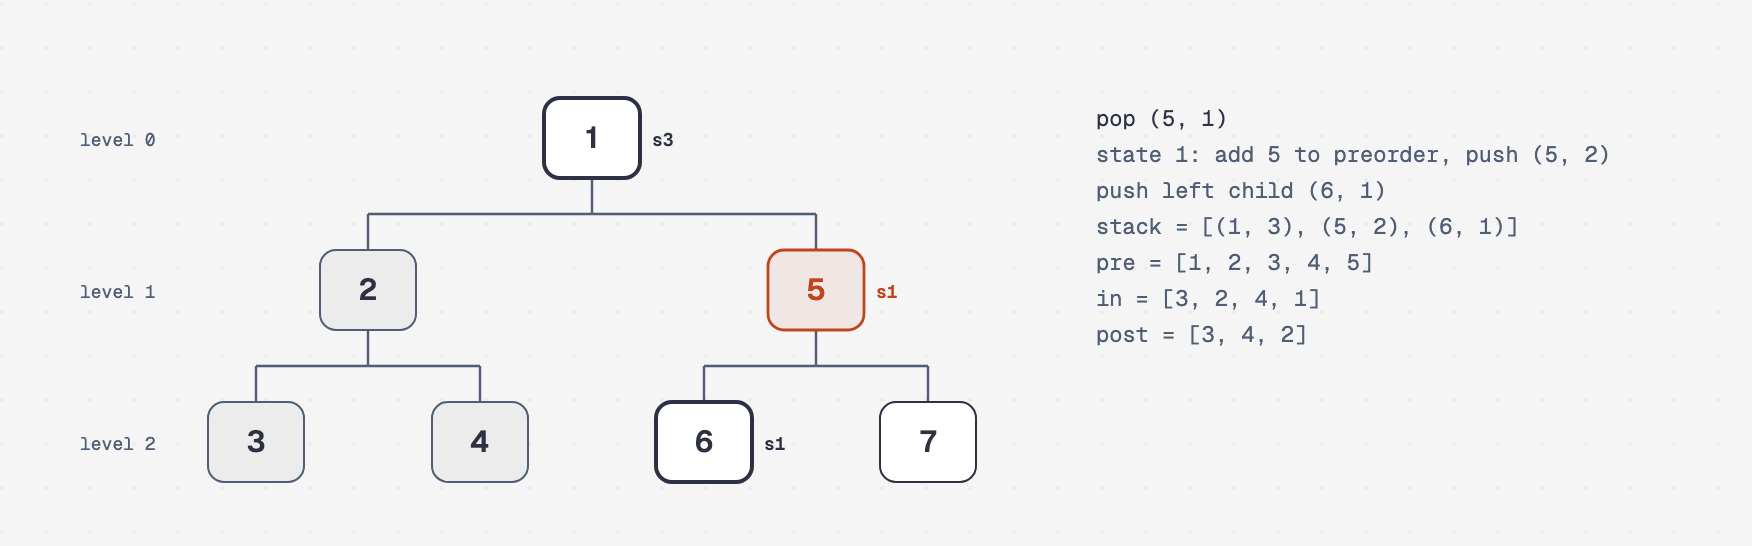 level 0
1 s3
level 1
2
5 s1
level 2
3
4
6 s1
7
pop (5, 1)
state 1: add 5 to preorder, push (5, 2)
push left child (6, 1)
stack = [(1, 3), (5, 2), (6, 1)]
pre = [1, 2, 3, 4, 5]
in = [3, 2, 4, 1]
post = [3, 4, 2]